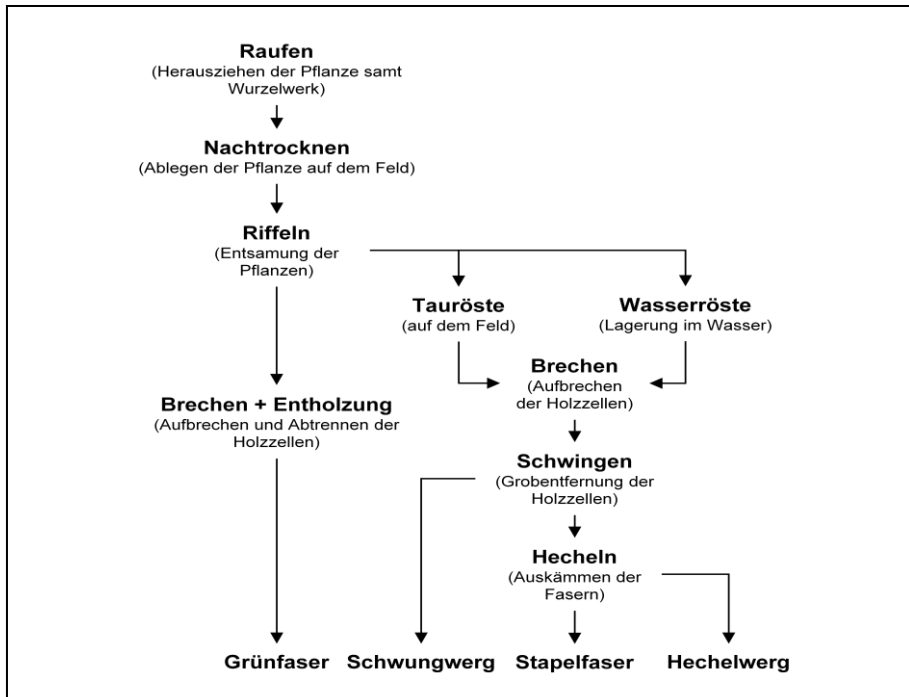 Raufen
(Herausziehen der Pflanze samt
Wurzelwerk)
Nachtrocknen
(Ablegen der Pflanze auf dem Feld)
Riffeln
(Entsamung der
Pflanzen)
Tauröste
(auf dem Feld)
Wasserröste
(Lagerung im Wasser)
Brechen
(Aufbrechen
der Holzzellen)
Brechen + Entholzung
(Aufbrechen und Abtrennen der
Holzzellen)
Schwingen
(Grobentfernung der
Holzzellen)
Hecheln
(Auskämmen der
Fasern)
Grünfaser
Schwungwerg
Stapelfaser
Hechelwerg